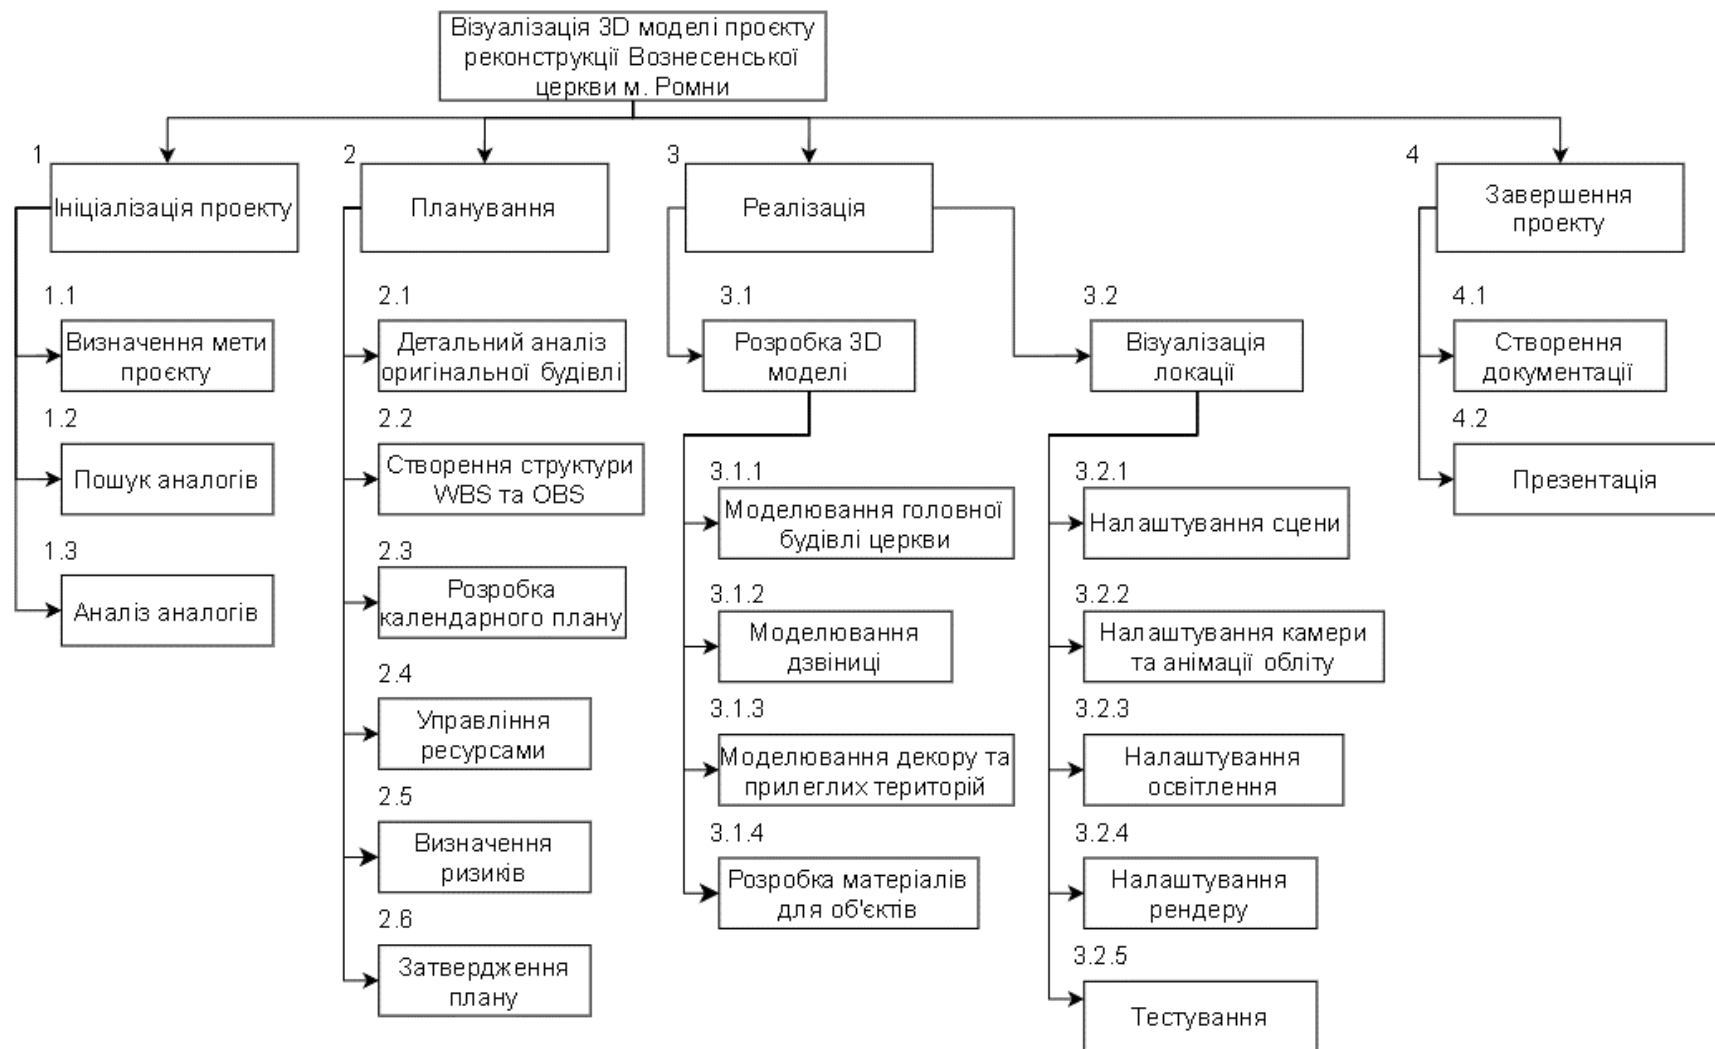 Візуалізація 3D моделі проєкту
реконструкції Вознесенської
церкви м. Ромни
1
Ініціалізація проекту
1.1
Визначення мети
проєкту
1.2
Пошук аналогів
1.3
Аналіз аналогів
2
Планування
2.1
Детальний аналіз
оригінальної будівлі
2.2
Створення структури
WBS та OBS
2.3
Розробка
календарного плану
2.4
Управління
ресурсами
2.5
Визначення
ризиків
2.6
Затвердження
плану
3
Реалізація
3.1
Розробка 3D
моделі
3.1.1
Моделювання головної
будівлі церкви
3.1.2
Моделювання
дзвіниці
3.1.3
Моделювання декору та
прилеглих територій
3.1.4
Розробка матеріалів
для об'єктів
3.2
Візуалізація
локації
3.2.1
Налаштування сцени
3.2.2
Налаштування камери
та анімації обліту
3.2.3
Налаштування
освітлення
3.2.4
Налаштування
рендеру
3.2.5
Тестування
4
Завершення
проекту
4.1
Створення
документації
4.2
Презентація